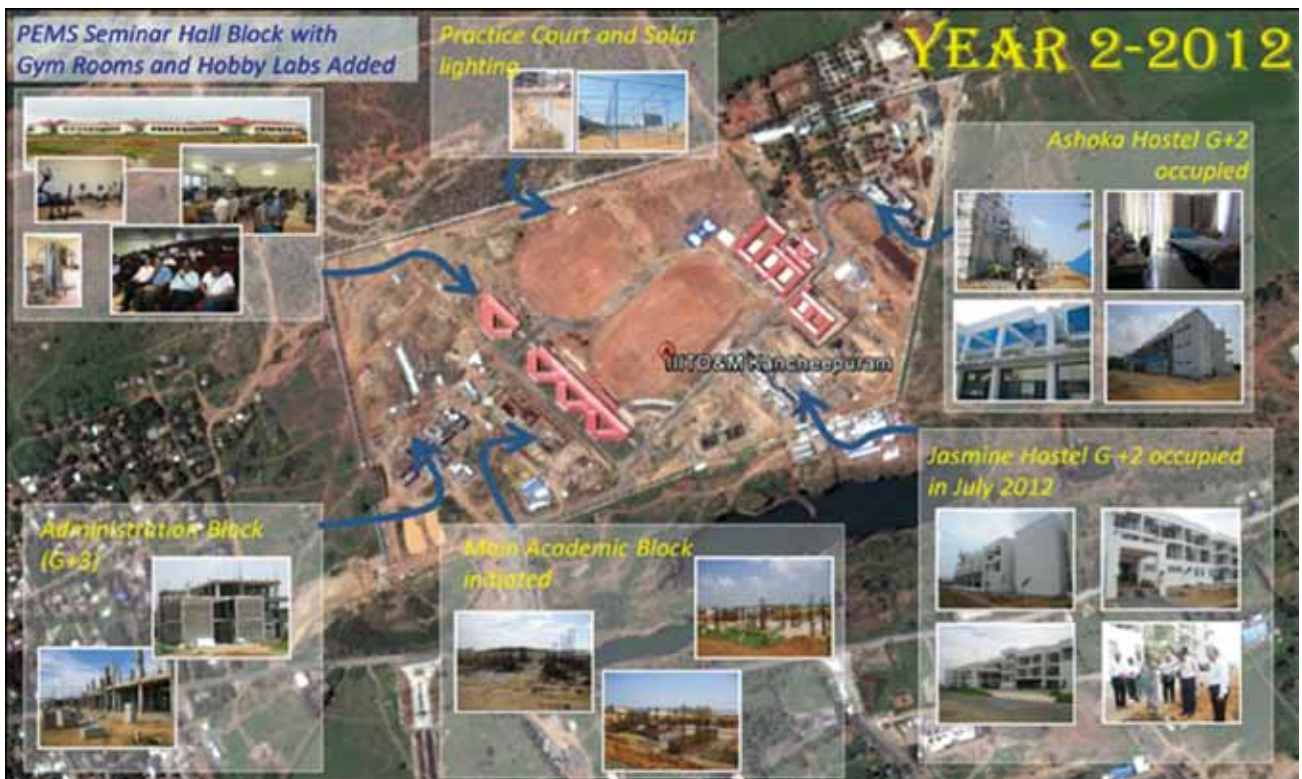 PEMS Seminar Hall Block with
Gym Rooms and Hobby Labs Added
Practice Court and Solar
lighting
YEAR 2-2012
Ashoka Hostel G+2
occupied
IIITD&M Kancheepuram
Jasmine Hostel G +2 occupied
in July 2012
Administration Block
(G+3)
Main Academic Block
initiated